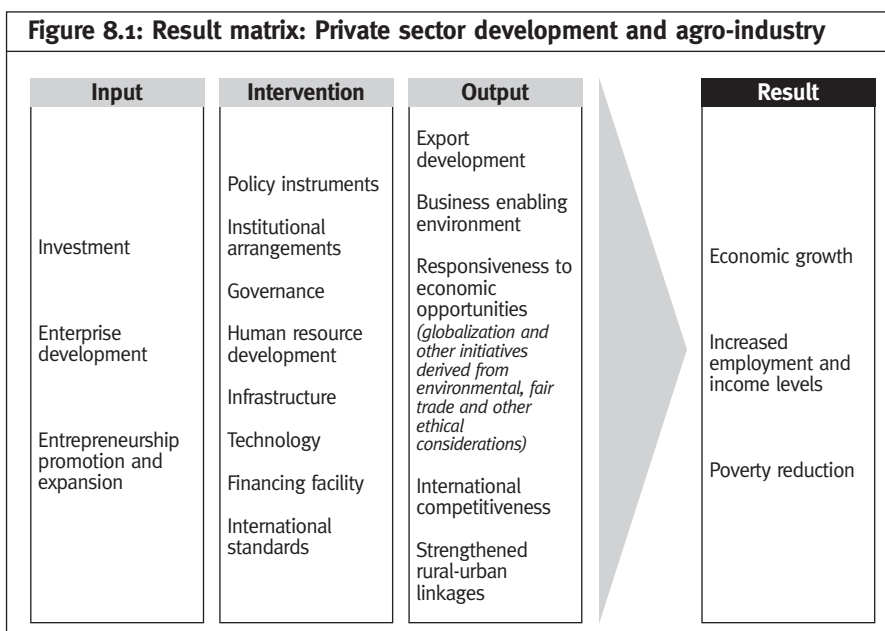 Figure 8.1: Result matrix: Private sector development and agro-industry
Input
Investment
Enterprise
development
Entrepreneurship
promotion and
expansion
Intervention
Policy instruments
Institutional
arrangements
Governance
Human resource
development
Infrastructure
Technology
Financing facility
International
standards
Output
Export
development
Business enabling
environment
Responsiveness to
economic
opportunities
(globalization and
other initiatives
derived from
environmental, fair
trade and other
ethical
considerations)
International
competitiveness
Strengthened
rural-urban
linkages
Result
Economic growth
Increased
employment and
income levels
Poverty reduction